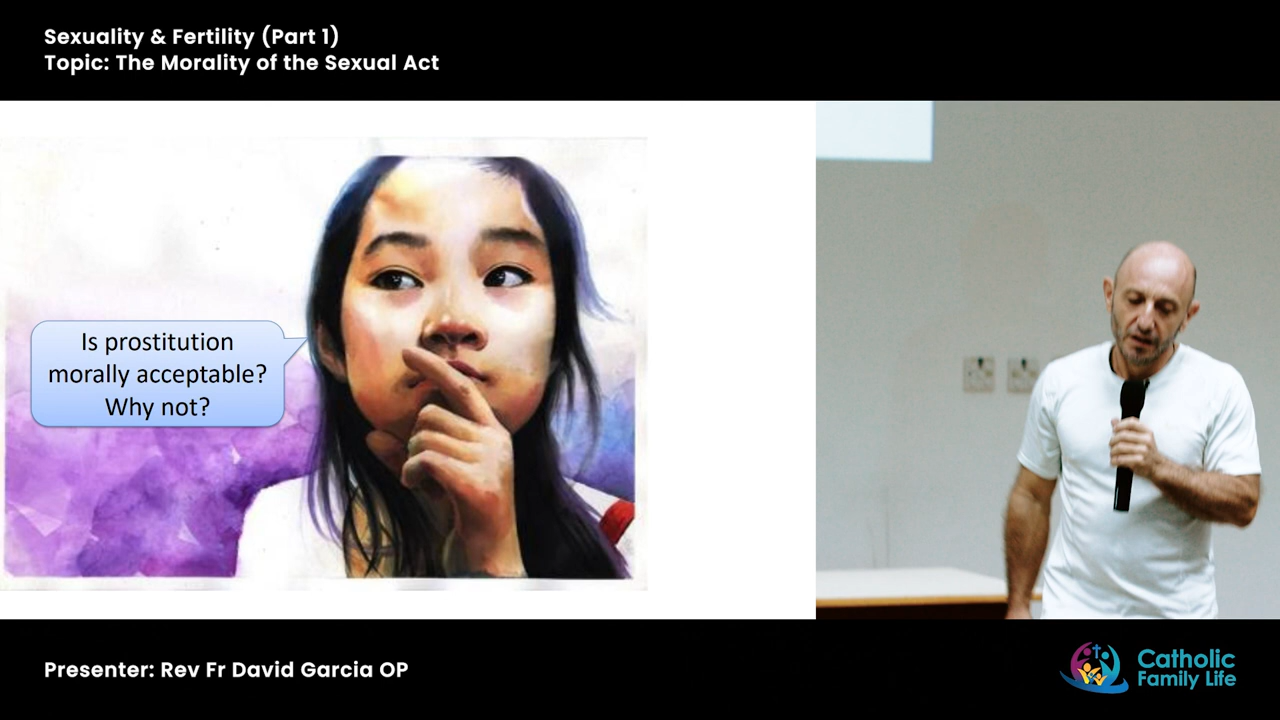 Sexuality & Fertility (Part 1)
Topic: The Morality of the Sexual Act
Is prostitution
morally acceptable?
Why not?
Presenter: Rev Fr David Garcia OP
Catholic
Family Life